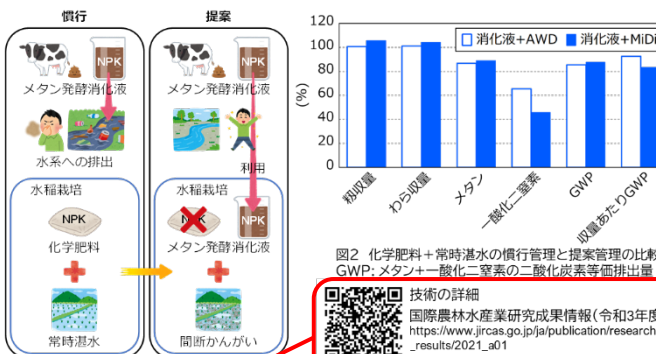 慣行
NPK
メタン発酵消化液
水系への排出
水稲栽培
NPK
化学肥料
常時湛水
提案
NPK
メタン発酵消化液
利用
水稲栽培
NPK
メタン発酵消化液
間断かんがい
120
100
80
60
40
20
0
(%)
消化液+AWD 消化液+MiDi
籾収量
わら収量
メタン
一酸化二窒素
GWP
収量あたりGWP
図2 化学肥料+常時湛水の慣行管理と提案管理の比較
GWP: メタン+一酸化二窒素の二酸化炭素等価排出量
技術の詳細
国際農林水産業研究成果情報(令和3年度
https://www.jircas.go.jp/ja/publication/research
_results/2021_a01